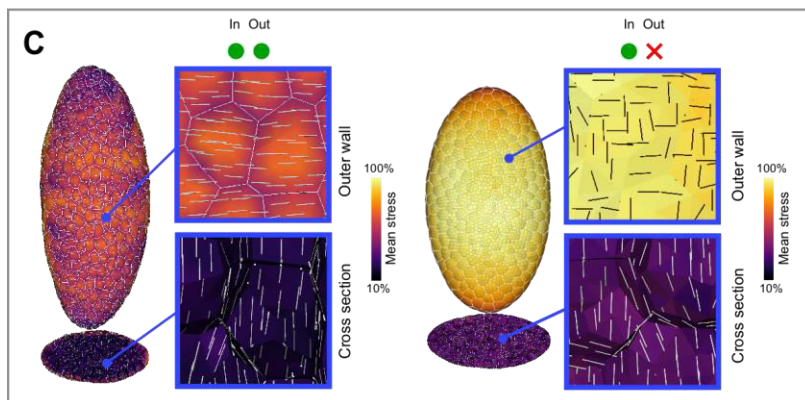 C
In Out
Outer wall
100%
Mean stress
10%
Cross section
In Out
Outer wall
100%
Mean stress
10%
Cross section